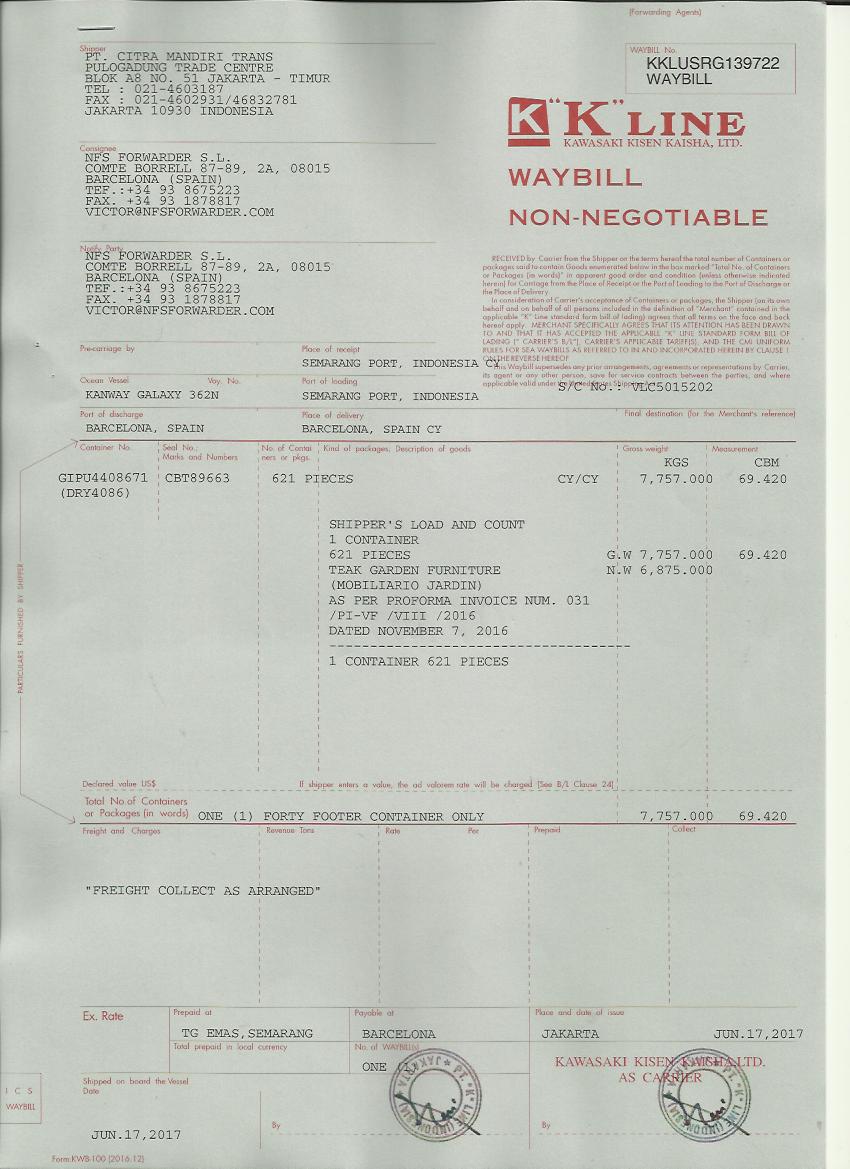 (Forwarding Agents)
Shipper
PT. CITRA MANDIRI TRANS
PULOGADUNG TRADE CENTRE
BLOK A8 NO. 51 JAKARTA - TIMUR
TEL : 021-4603187
FAX : 021-4602931/46832781
JAKARTA 10930 INDONESIA
WAYBILL No.
KKLUSRG139722
WAYBILL
K "K" LINE
KAWASAKI KISEN KAISHA, LTD.
WAYBILL
NON-NEGOTIABLE
Consignee
NFS FORWARDER S.L.
COMTE BORRELL 87-89, 2A, 08015
BARCELONA (SPAIN)
TEF.:+34 93 8675223
FAX. +34 93 1878817
VICTOR@NFSFORWARDER.COM
Notify Party
NFS FORWARDER S.L.
COMTE BORRELL 87-89, 2A, 08015
BARCELONA (SPAIN)
TEF.:+34 93 8675223
FAX. +34 93 1878817
VICTOR@NFSFORWARDER.COM
RECEIVED by Carrier from the Shipper on the terms hereof the total number of Containers or
packages said to contain Goods enumerated below in the box marked "Total No. of Containers
or Packages (in words)" in apparent good order and condition (unless otherwise indicated
herein) for Carriage from the Place of Receipt or the Port of Loading to the Port of Discharge or
the Place of Delivery.
In consideration of Carrier's acceptance of Containers or packages, the Shipper (on its own
behalf and on behalf of all persons included in the definition of "Merchant" contained in the
applicable "K" Line standard form bill of lading) agrees that all terms on the face and back
hereof apply. MERCHANT SPECIFICALLY AGREES THAT ITS ATTENTION HAS BEEN DRAWN
TO AND THAT IT HAS ACCEPTED THE APPLICABLE "K" LINE STANDARD FORM BILL OF
LADING (" CARRIER'S B/L"), CARRIER'S APPLICABLE TARIFF(S), AND THE CMI UNIFORM
RULES FOR SEA WAYBILLS AS REFERRED TO IN AND INCORPORATED HEREIN BY CLAUSE 1
ON THE REVERSE HEREOF
This Waybill supersedes any prior arrangements, agreements or representations by Carrier,
its agent or any other person, save for service contracts between the parties, and where
applicable valid under the United States Shipping Act.
S/C NO.: VLC5015202
Pre-carriage by
Place of receipt
SEMARANG PORT, INDONESIA CY
Ocean Vessel Voy. No.
KANWAY GALAXY 362N
Port of loading
SEMARANG PORT, INDONESIA
Port of discharge
BARCELONA, SPAIN
Place of delivery
BARCELONA, SPAIN CY
Final destination (for the Merchant's reference)
Container No. Seal No.; Marks and Numbers No. of Contai ners or pkgs. Kind of packages; Description of goods Gross weight Measurement
KGS CBM
GIPU4408671 CBT89663 621 PIECES CY/CY 7,757.000 69.420
(DRY4086)
SHIPPER'S LOAD AND COUNT
1 CONTAINER
621 PIECES G.W 7,757.000 69.420
TEAK GARDEN FURNITURE N.W 6,875.000
(MOBILIARIO JARDIN)
AS PER PROFORMA INVOICE NUM. 031
/PI-VF /VIII /2016
DATED NOVEMBER 7, 2016
-----------------------------------
1 CONTAINER 621 PIECES
PARTICULARS FURNISHED BY SHIPPER
Declared value US$ If shipper enters a value, the ad valorem rate will be charged [See B/L Clause 24]
Total No.of Containers
or Packages (in words) ONE (1) FORTY FOOTER CONTAINER ONLY 7,757.000 69.420
Freight and Charges Revenue Tons Rate Per Prepaid Collect
"FREIGHT COLLECT AS ARRANGED"
Ex. Rate
Prepaid at
TG EMAS,SEMARANG
Payable at
BARCELONA
Place and date of issue
JAKARTA JUN.17,2017
Total prepaid in local currency
No. of WAYBILL(s)
ONE (1)
KAWASAKI KISEN KAISHA,LTD.
AS CARRIER
PT. "K" LINE (INDONESIA) JAKARTA
PT. "K" LINE (INDONESIA) JAKARTA
I C S
WAYBILL
Shipped on board the Vessel
Date
JUN.17,2017
By
By
Form:KWB-100 (2016.12)